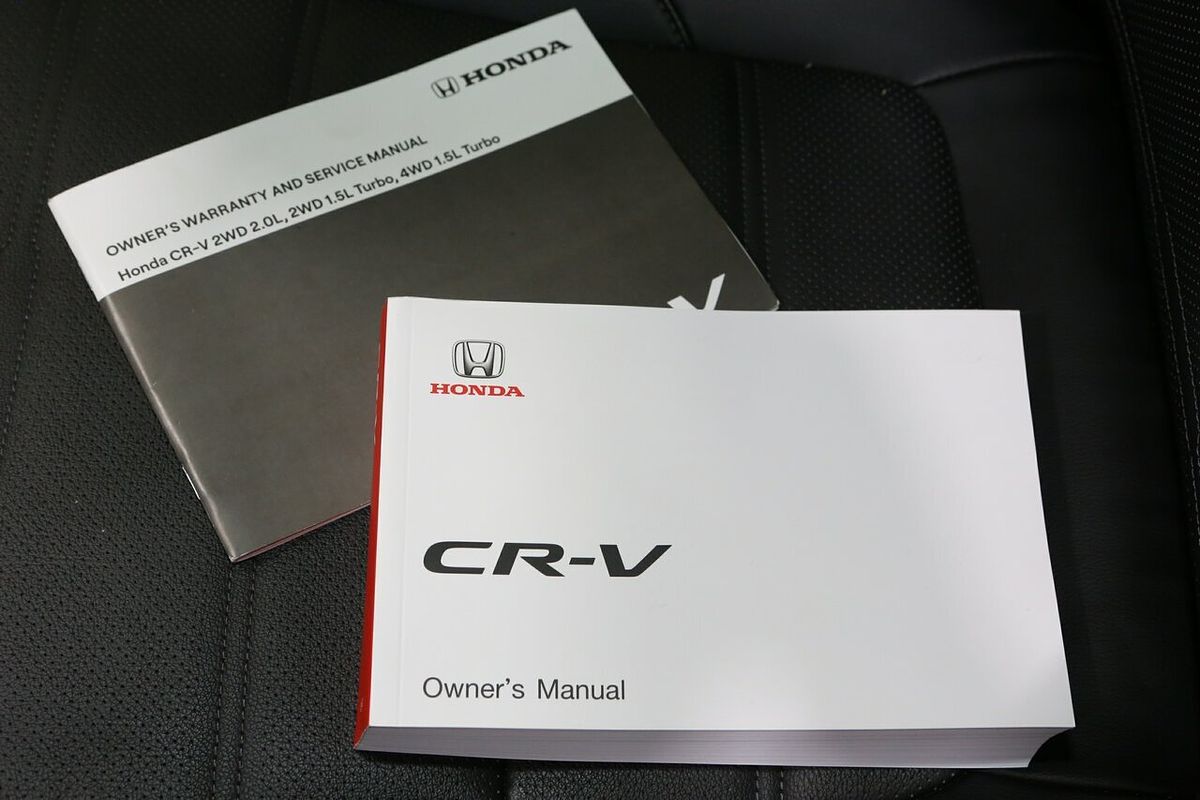 HONDA
OWNER'S WARRANTY AND SERVICE MANUAL
Honda CR-V 2WD 2.0L, 2WD 1.5L Turbo, 4WD 1.5L Turbo
V
HONDA
CR-V
Owner's Manual